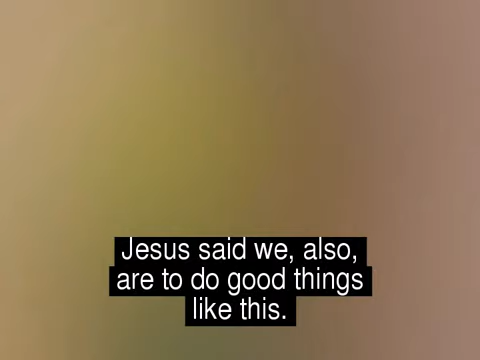 Jesus said we, also,
are to do good things
like this.